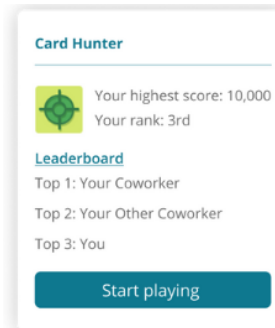 Card Hunter
Your highest score: 10,000
Your rank: 3rd
Leaderboard
Top 1: Your Coworker
Top 2: Your Other Coworker
Top 3: You
Start playing